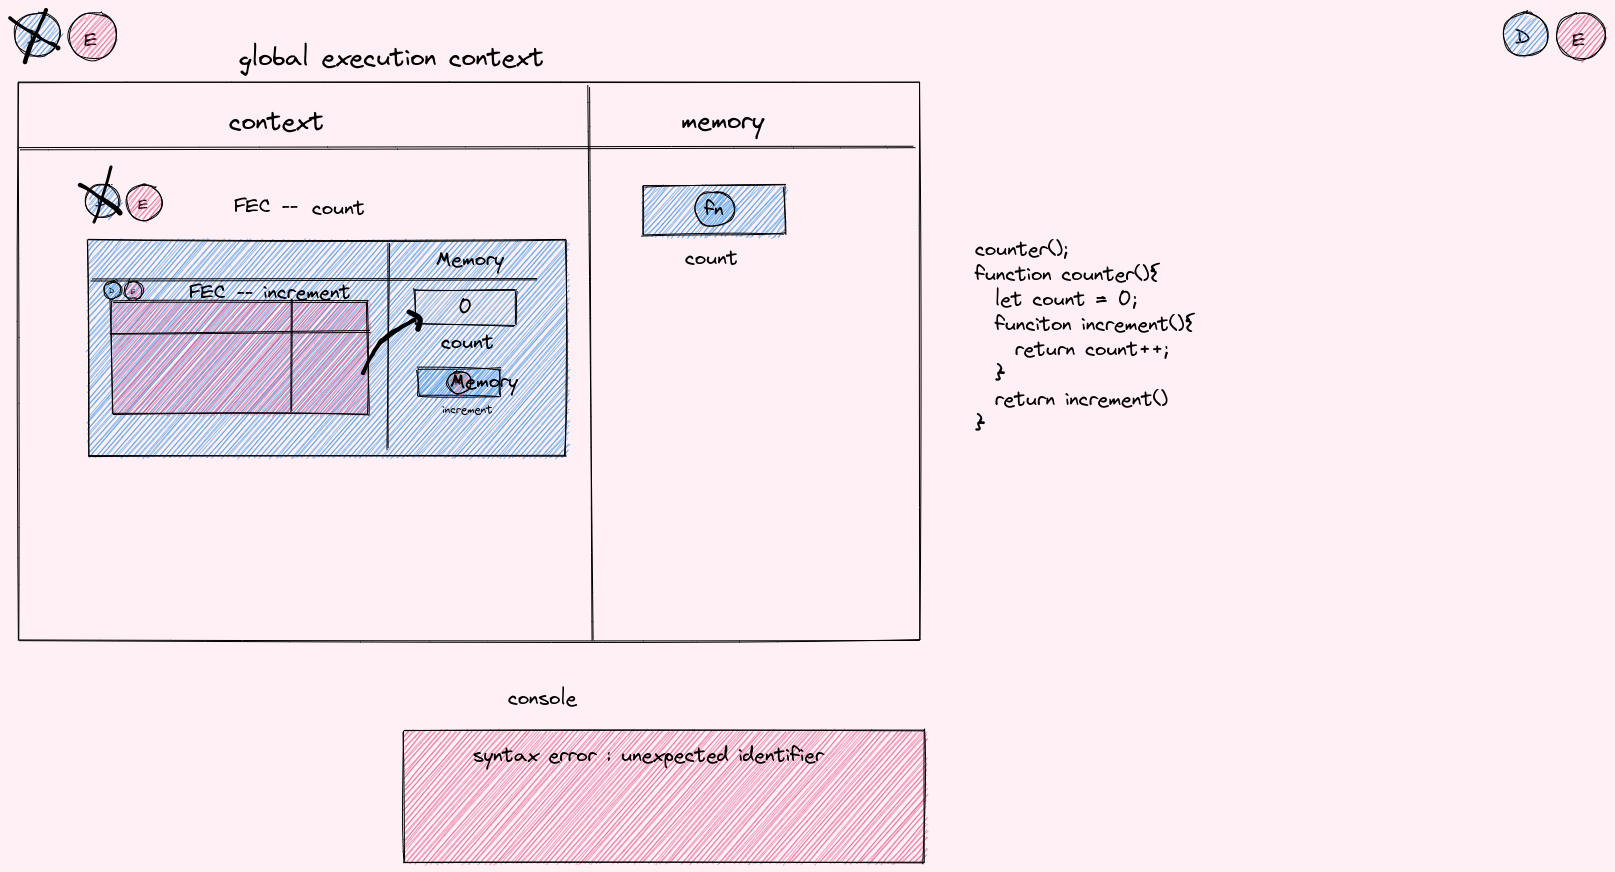 E
D E
global execution context
context
memory
E
FEC -- count
fn
count
Memory
D E
FEC -- increment
0
count
Memory
increment
counter();
function counter(){
let count = 0;
funciton increment(){
return count++;
}
return increment()
}
console
syntax error : unexpected identifier